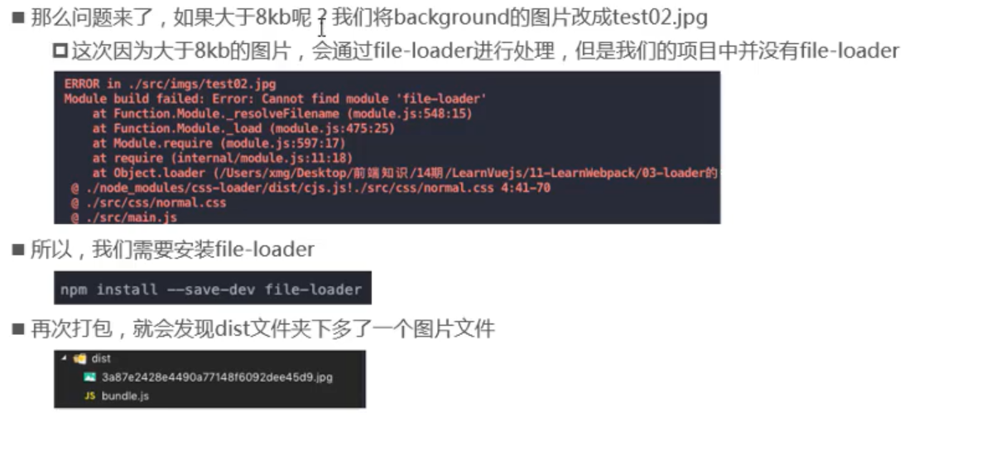 那么问题来了，如果大于8kb呢？我们将background的图片改成test02.jpg
这次因为大于8kb的图片，会通过file-loader进行处理，但是我们的项目中并没有file-loader
ERROR in ./src/imgs/test02.jpg
Module build failed: Error: Cannot find module 'file-loader'
at Function.Module._resolveFilename (module.js:548:15)
at Function.Module._load (module.js:475:25)
at Module.require (module.js:597:17)
at require (internal/module.js:11:18)
at Object.loader (/Users/xmg/Desktop/前端知识/14期/LearnVuejs/11-LearnWebpack/03-loader的
@ ./node_modules/css-loader/dist/cjs.js!./src/css/normal.css 4:41-70
@ ./src/css/normal.css
@ ./src/main.js
所以，我们需要安装file-loader
npm install --save-dev file-loader
再次打包，就会发现dist文件夹下多了一个图片文件
dist
3a87e2428e4490a77148f6092dee45d9.jpg
JS bundle.js